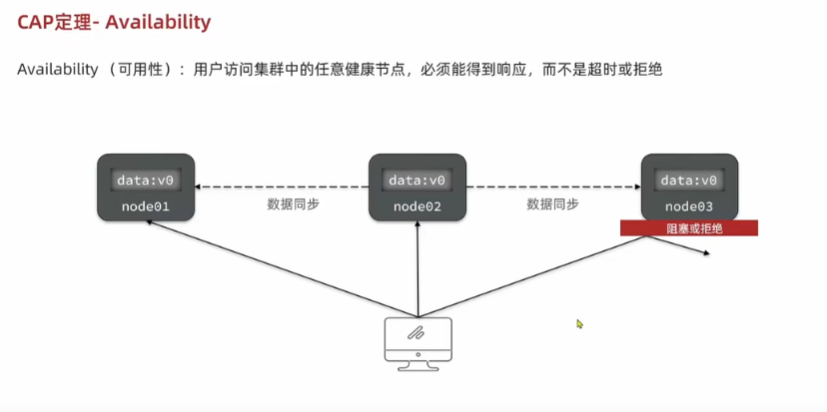 CAP定理- Availability
Availability （可用性）：用户访问集群中的任意健康节点，必须能得到响应，而不是超时或拒绝
data:v0
node01
数据同步
data:v0
node02
数据同步
data:v0
node03
阻塞或拒绝